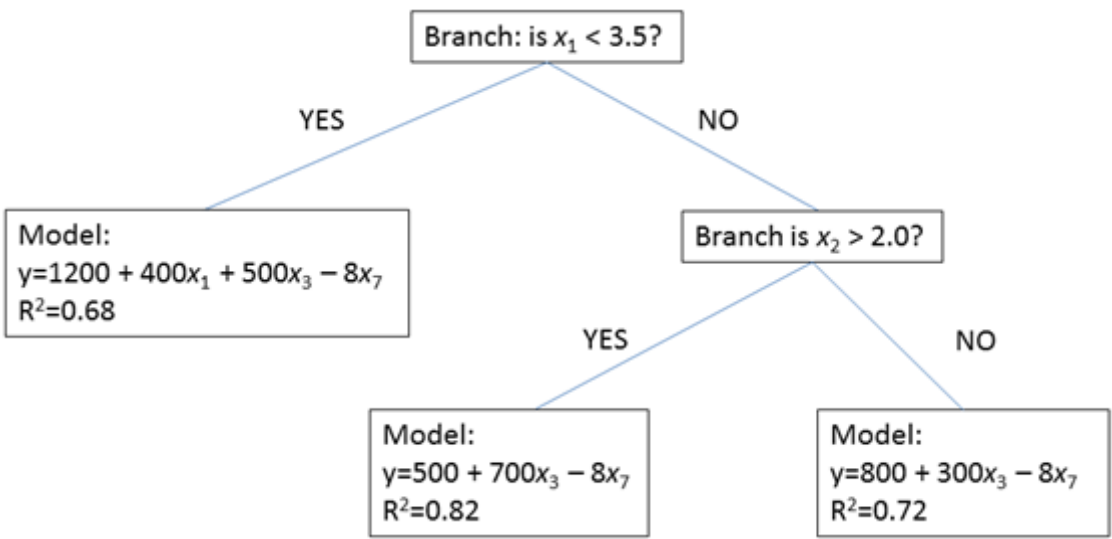 Branch: is x₁ < 3.5?
YES
NO
Model:
y=1200 + 400x₁ + 500x₃ – 8x₇
R²=0.68
Branch is x₂ > 2.0?
YES
NO
Model:
y=500 + 700x₃ – 8x₇
R²=0.82
Model:
y=800 + 300x₃ – 8x₇
R²=0.72